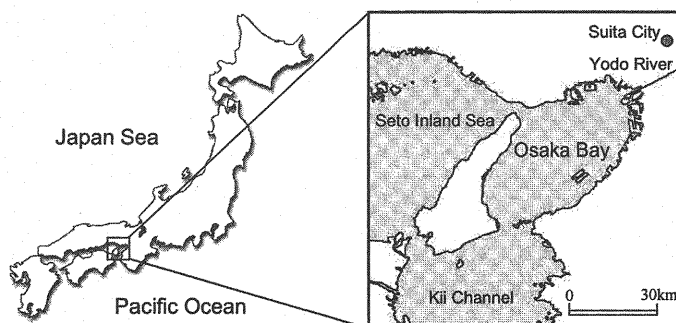 Suita City
Yodo River
Seto Inland Sea
Japan Sea
Osaka Bay
Pacific Ocean
Kii Channel
0 30km